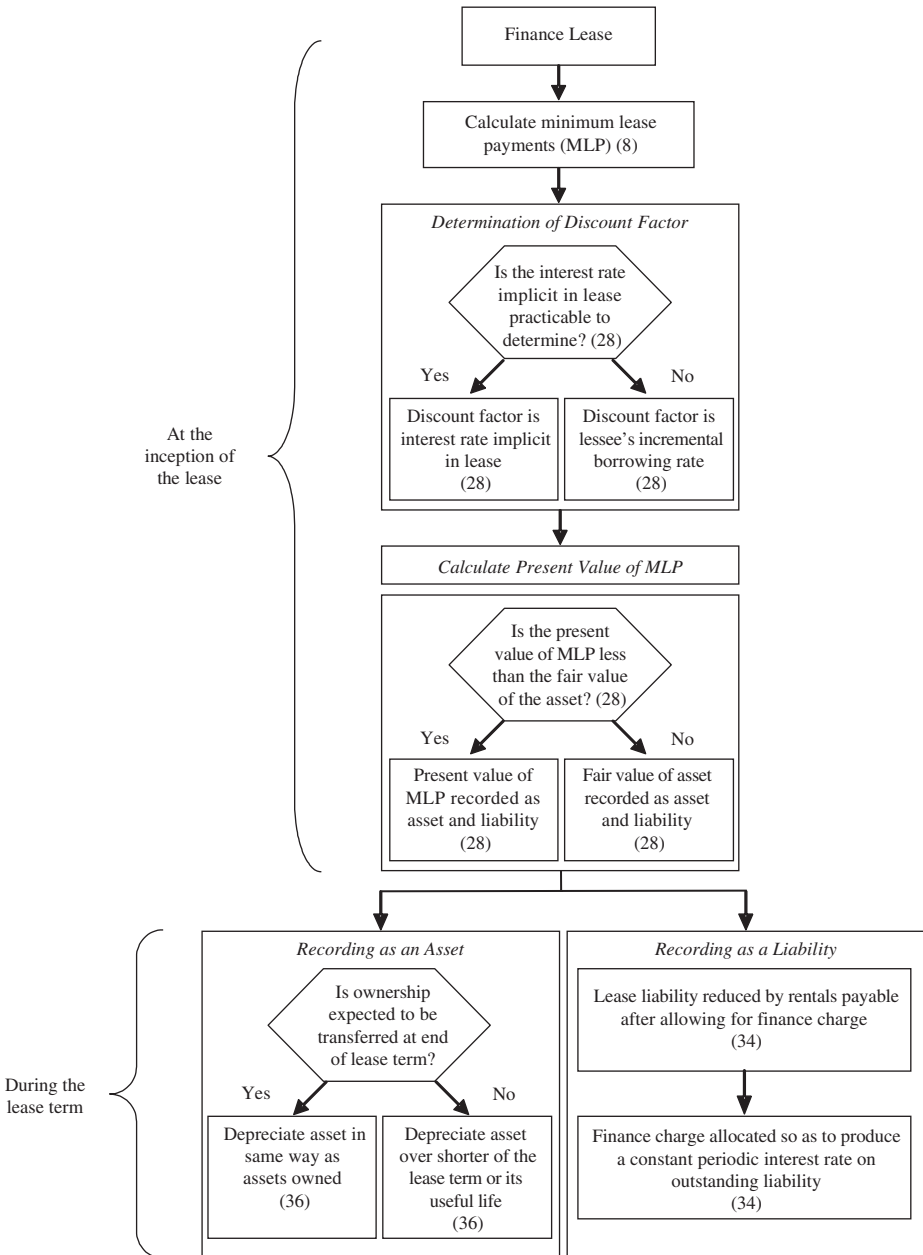 Finance Lease
Calculate minimum lease
payments (MLP) (8)
Determination of Discount Factor
Is the interest rate
implicit in lease
practicable to
determine? (28)
Yes
No
Discount factor is
interest rate implicit
in lease
(28)
Discount factor is
lessee's incremental
borrowing rate
(28)
At the
inception of
the lease
Calculate Present Value of MLP
Is the present
value of MLP less
than the fair value
of the asset? (28)
Yes
No
Present value of
MLP recorded as
asset and liability
(28)
Fair value of asset
recorded as asset
and liability
(28)
During the
lease term
Recording as an Asset
Is ownership
expected to be
transferred at end
of lease term?
Yes
No
Depreciate asset in
same way as
assets owned
(36)
Depreciate asset
over shorter of the
lease term or its
useful life
(36)
Recording as a Liability
Lease liability reduced by rentals payable
after allowing for finance charge
(34)
Finance charge allocated so as to produce
a constant periodic interest rate on
outstanding liability
(34)